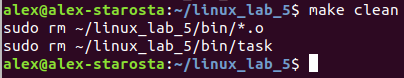 alex@alex-starosta:~/linux_lab_5$ make clean
sudo rm ~/linux_lab_5/bin/*.o
sudo rm ~/linux_lab_5/bin/task
alex@alex-starosta:~/linux_lab_5$